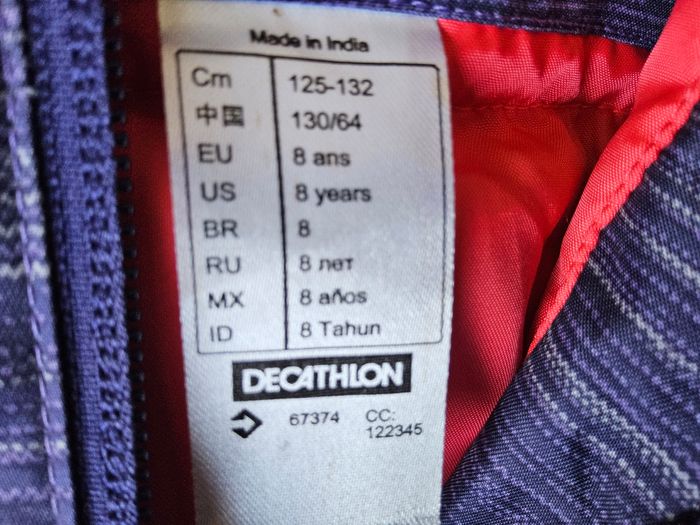 Made in India
Cm 125-132
中国 130/64
EU 8 ans
US 8 years
BR 8
RU 8 лет
MX 8 años
ID 8 Tahun
DECATHLON
67374 CC:
122345